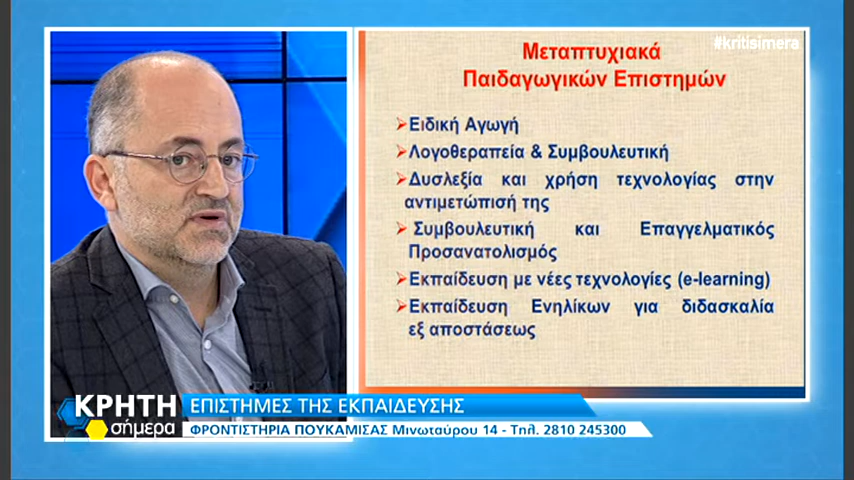 #kritisimera
Μεταπτυχιακά
Παιδαγωγικών Επιστημών
Ειδική Αγωγή
Λογοθεραπεία & Συμβουλευτική
Δυσλεξία και χρήση τεχνολογίας στην
αντιμετώπισή της
Συμβουλευτική και Επαγγελματικός
Προσανατολισμός
Εκπαίδευση με νέες τεχνολογίες (e-learning)
Εκπαίδευση Ενηλίκων για διδασκαλία
εξ αποστάσεως
ΚΡΗΤΗ
σήμερα
ΕΠΙΣΤΗΜΕΣ ΤΗΣ ΕΚΠΑΙΔΕΥΣΗΣ
ΦΡΟΝΤΙΣΤΗΡΙΑ ΠΟΥΚΑΜΙΣΑΣ Μινωταύρου 14 - Τηλ. 2810 245300